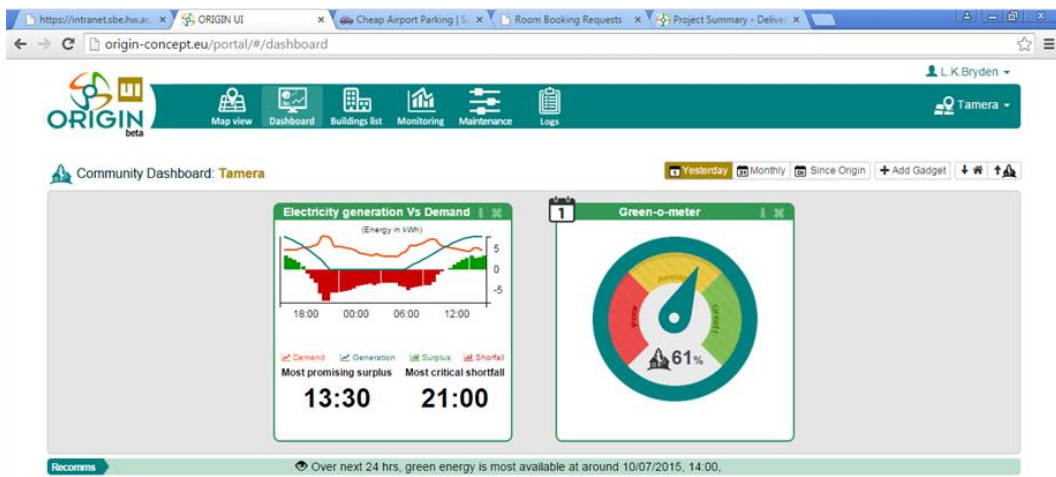 https://intranet.sbe.hw.ac. ORIGIN UI Cheap Airport Parking | S Room Booking Requests Project Summary - Deliver
origin-concept.eu/portal/#/dashboard
L.K.Bryden
UI
ORIGIN
beta
Map view Dashboard Buildings list Monitoring Maintenance Logs
Tamera
Community Dashboard: Tamera
1 Yesterday 31 Monthly Since Origin + Add Gadget
Electricity generation Vs Demand
(Energy in kWh)
5
0
-5
18:00 00:00 06:00 12:00
Demand Generation Surplus Shorfall
Most promising surplus Most critical shortfall
13:30 21:00
1 Green-o-meter
Poor Average Greaty
61%
Recomms Over next 24 hrs, green energy is most available at around 10/07/2015, 14:00,